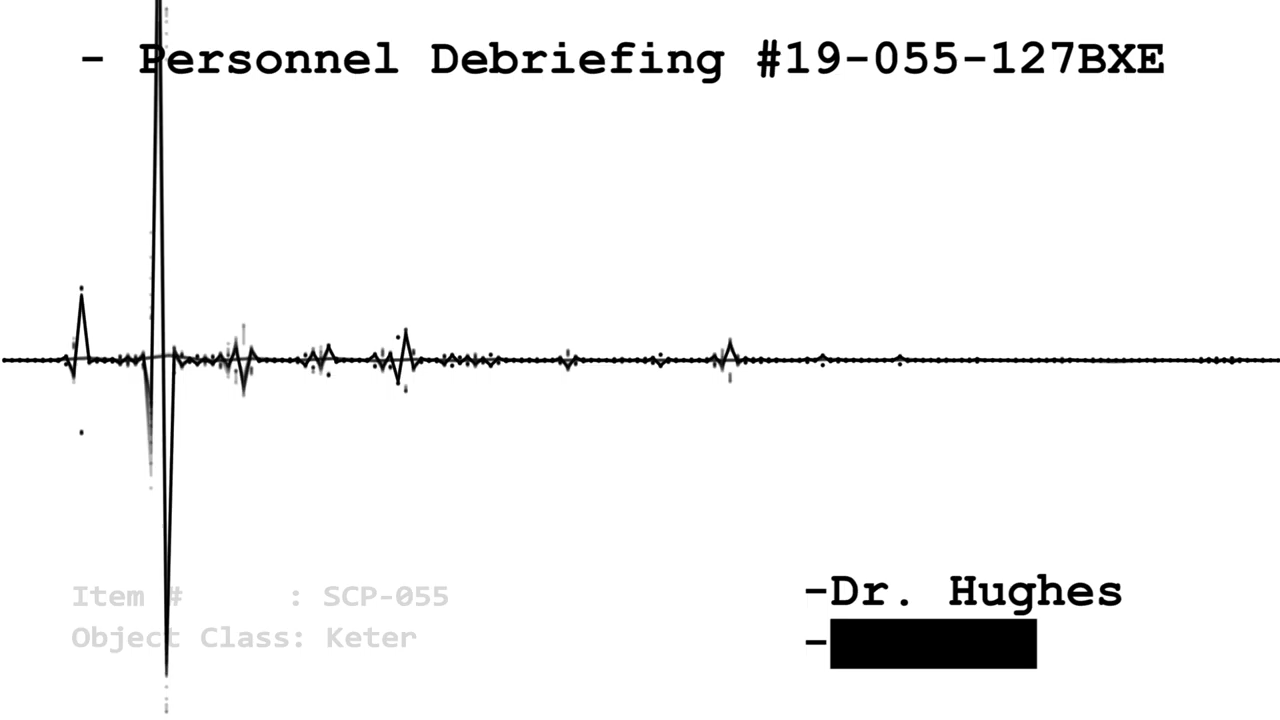 - Personnel Debriefing #19-055-127BXE
Item #      : SCP-055
Object Class: Keter
-Dr. Hughes
-